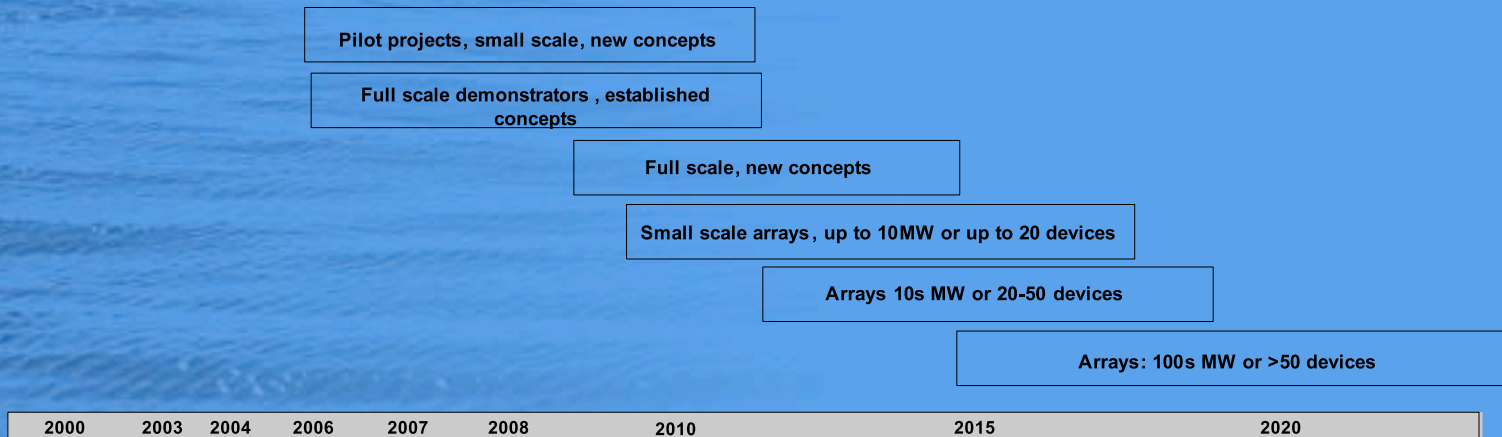 Pilot projects, small scale, new concepts
Full scale demonstrators , established
concepts
Full scale, new concepts
Small scale arrays, up to 10MW or up to 20 devices
Arrays 10s MW or 20-50 devices
Arrays: 100s MW or >50 devices
2000 2003 2004 2006 2007 2008 2010 2015 2020